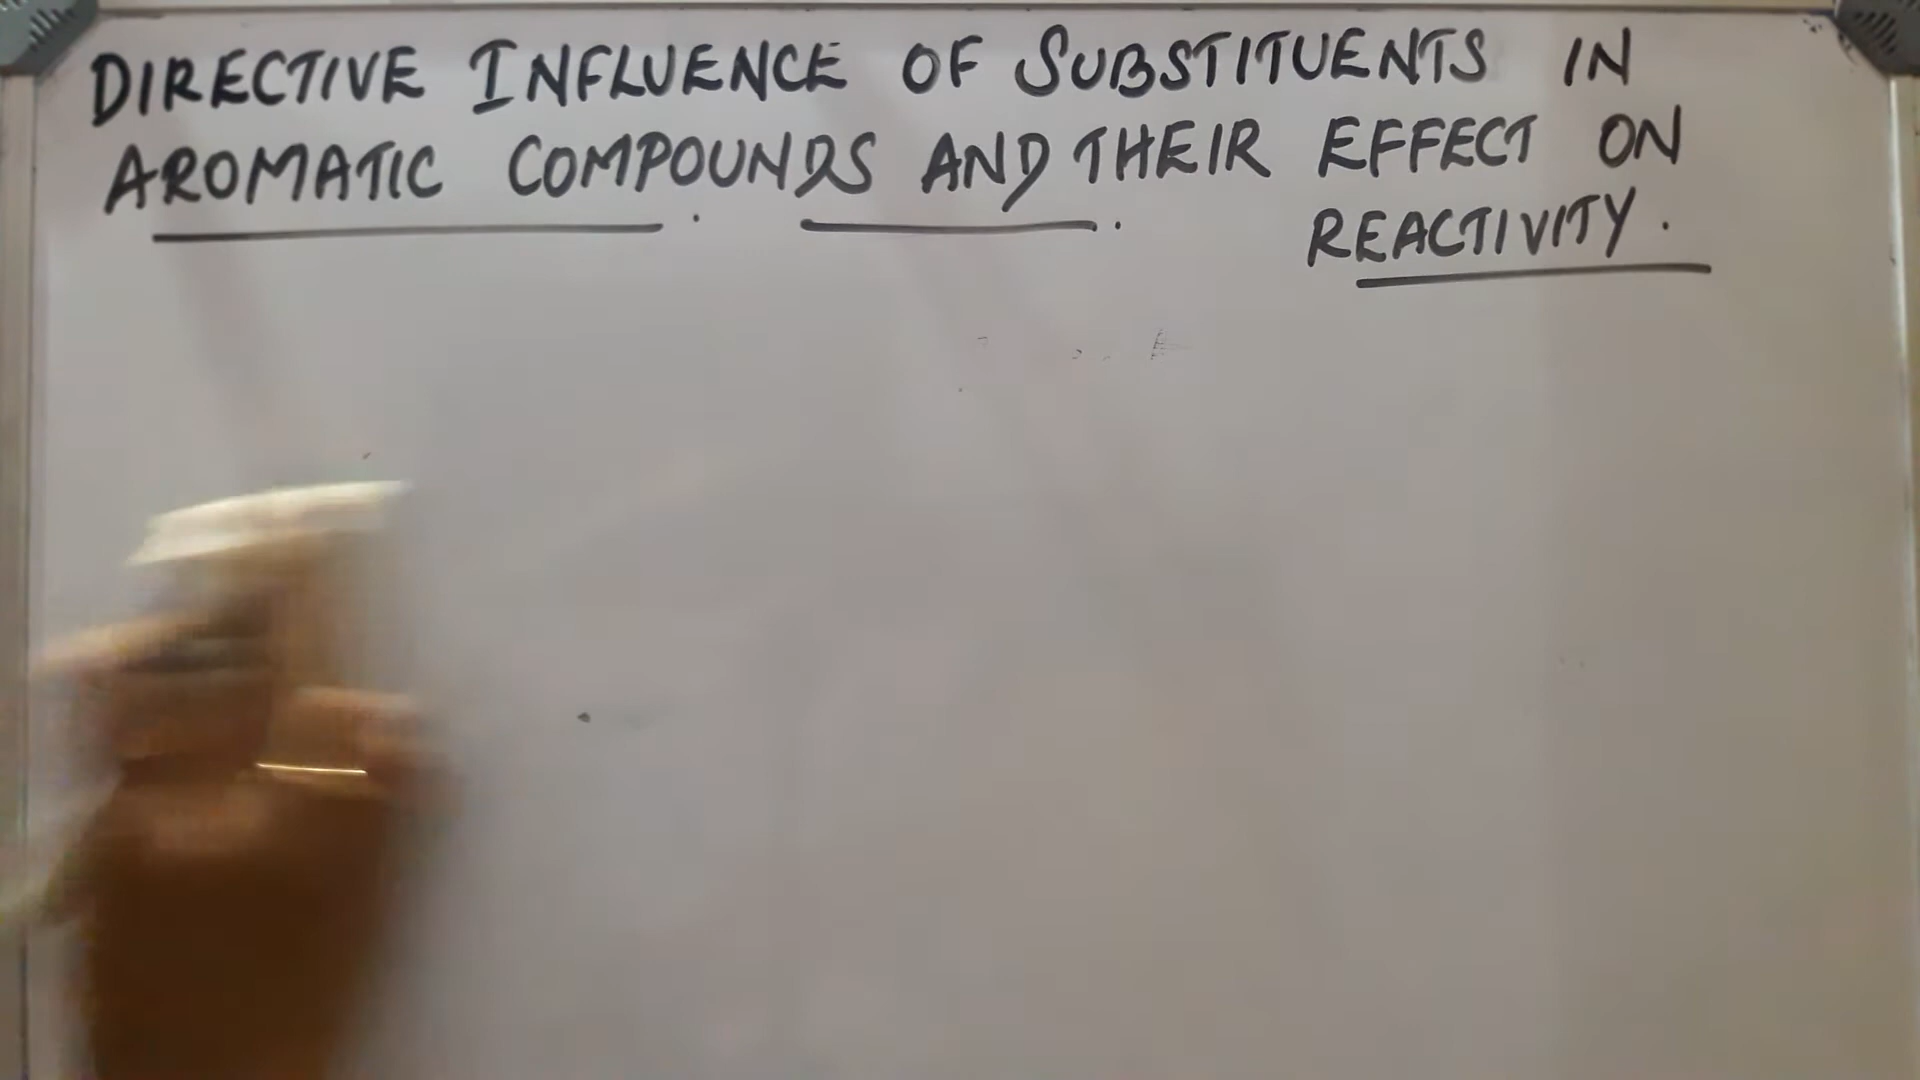 DIRECTIVE INFLUENCE OF SUBSTITUENTS IN
AROMATIC COMPOUNDS AND THEIR EFFECT ON
REACTIVITY.